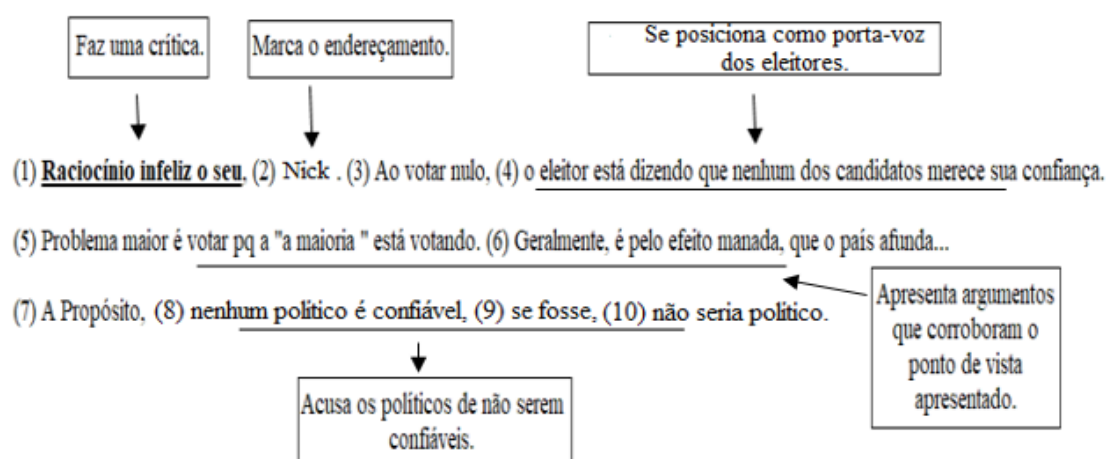 Faz uma crítica.
Marca o endereçamento.
Se posiciona como porta-voz
dos eleitores.
(1) Raciocínio infeliz o seu, (2) Nick . (3) Ao votar nulo, (4) o eleitor está dizendo que nenhum dos candidatos merece sua confiança.
(5) Problema maior é votar pq a "a maioria " está votando. (6) Geralmente, é pelo efeito manada, que o país afunda...
(7) A Propósito, (8) nenhum político é confiável, (9) se fosse, (10) não seria político.
Apresenta argumentos
que corroboram o
ponto de vista
apresentado.
Acusa os políticos de não serem
confiáveis.